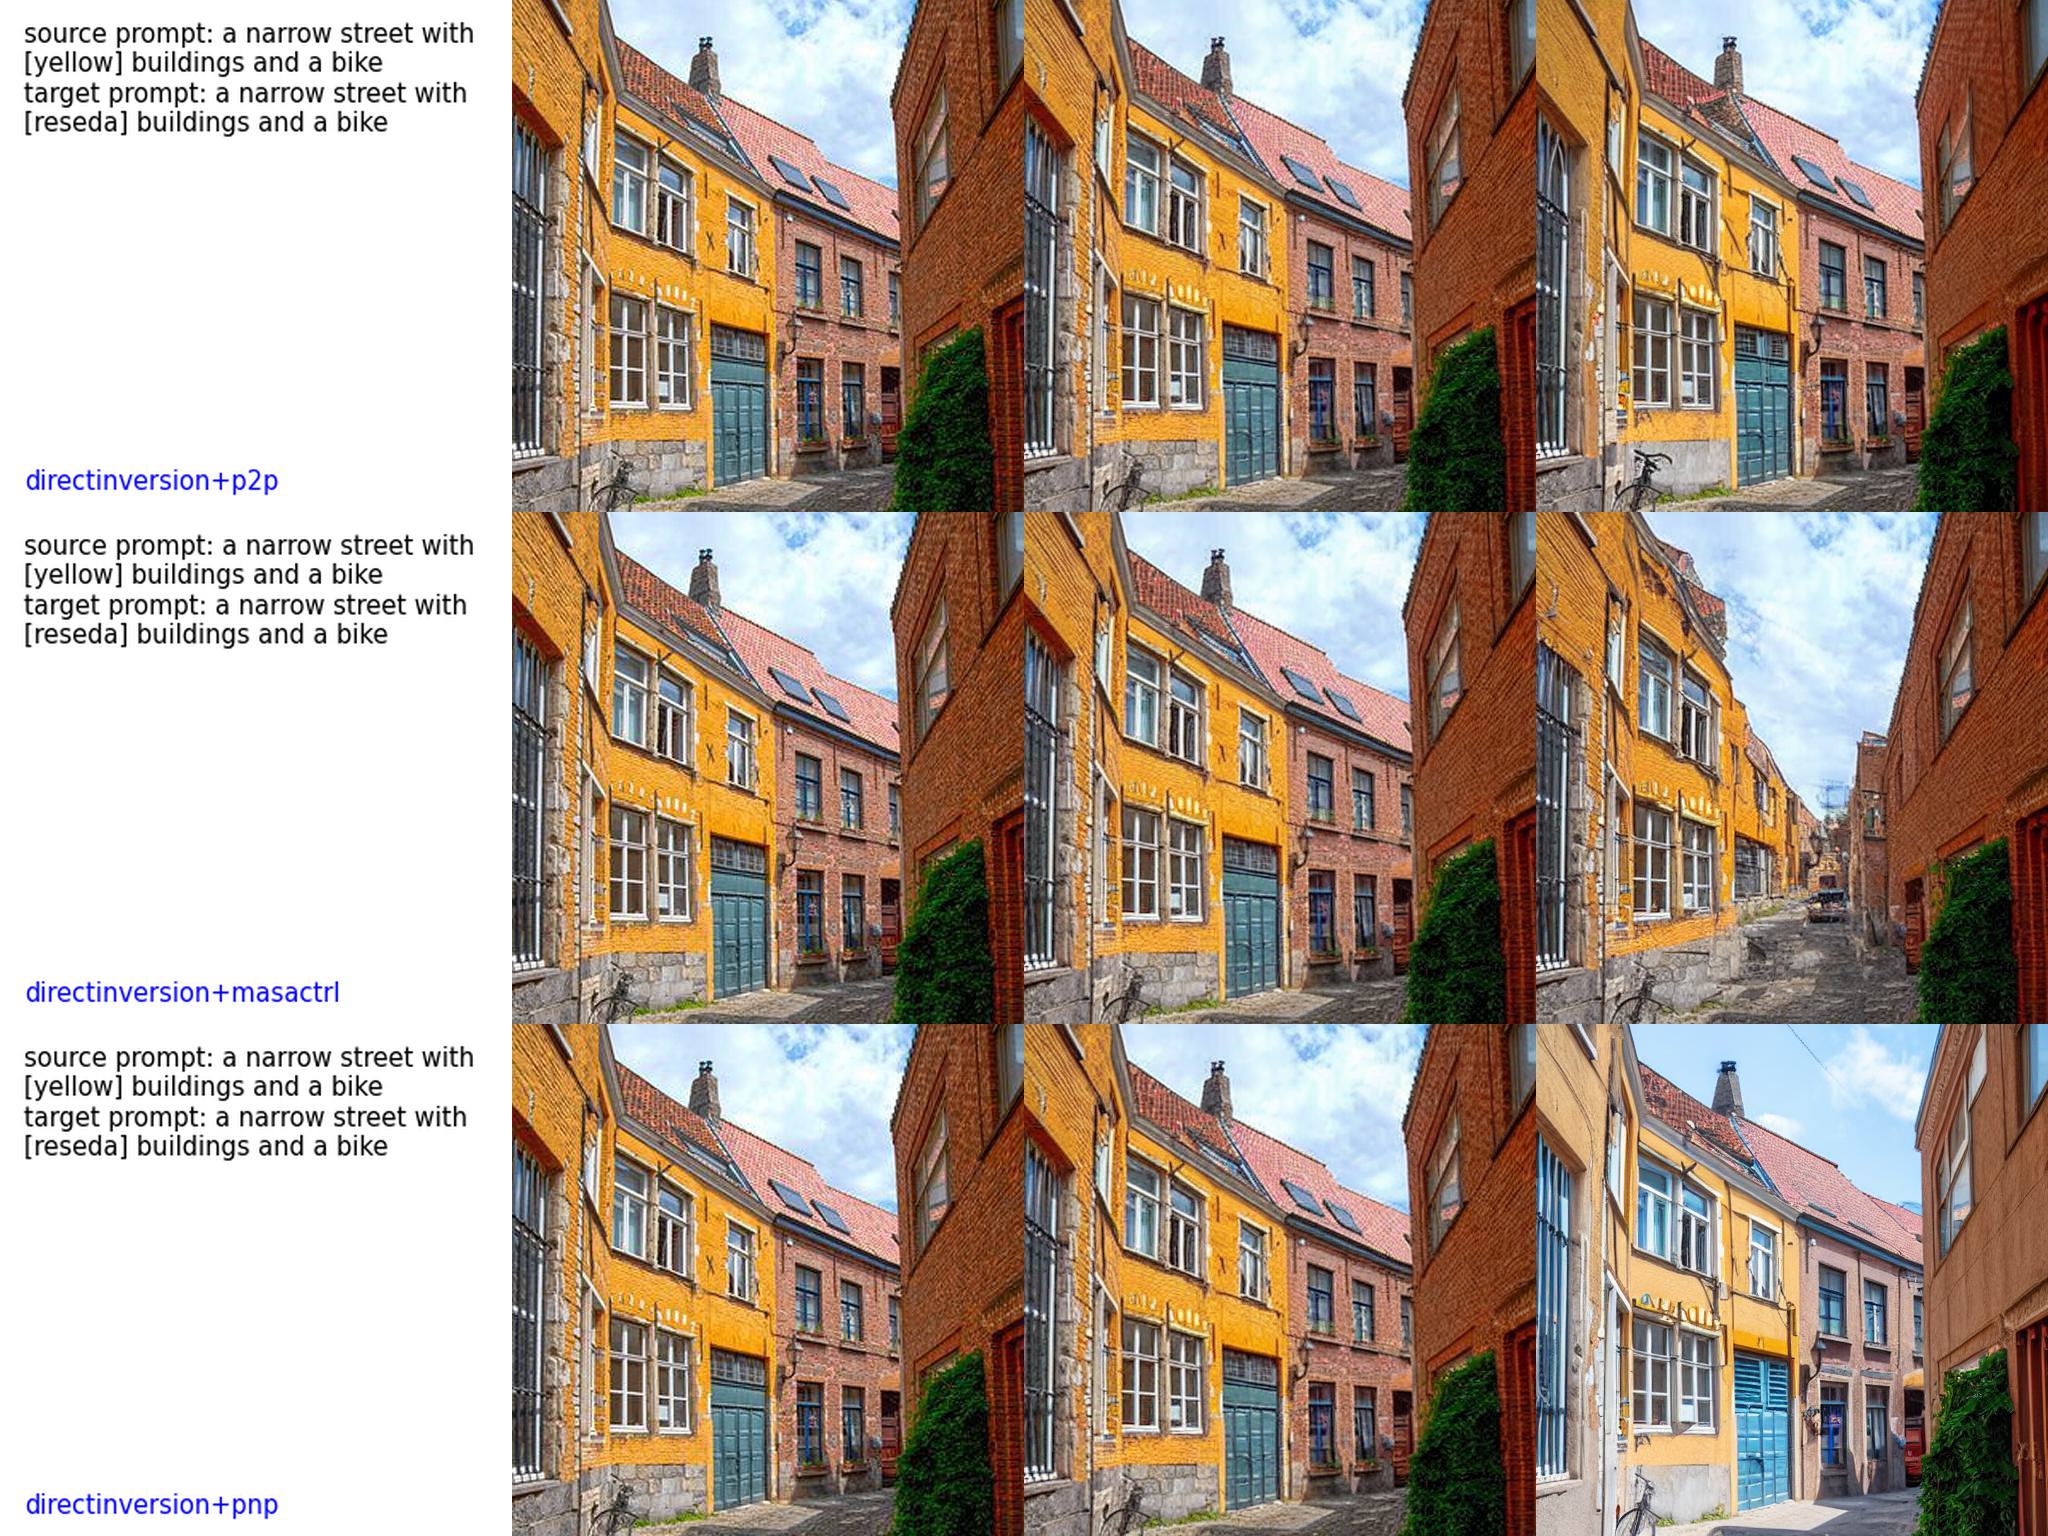 source prompt: a narrow street with
[yellow] buildings and a bike
target prompt: a narrow street with
[reseda] buildings and a bike
directinversion+p2p
source prompt: a narrow street with
[yellow] buildings and a bike
target prompt: a narrow street with
[reseda] buildings and a bike
directinversion+masactrl
source prompt: a narrow street with
[yellow] buildings and a bike
target prompt: a narrow street with
[reseda] buildings and a bike
directinversion+pnp